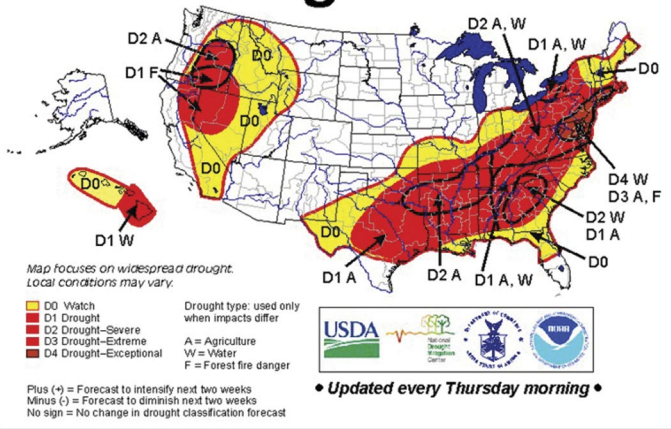 D2 A, W
D2 A
D1 A, W
D1 F
D0
D0
D0
D0
D0
D1 W
D4 W
D3 A, F
D2 W
D1 A
D0
D0
D1 A
D2 A
D1 A, W
Map focuses on widespread drought.
Local conditions may vary.
D0 Watch
D1 Drought
D2 Drought–Severe
D3 Drought–Extreme
D4 Drought–Exceptional
Drought type: used only
when impacts differ
A = Agriculture
W = Water
F = Forest fire danger
USDA
National
Drought
Mitigation
Center
NOAA
Plus (+) = Forecast to intensify next two weeks
Minus (-) = Forecast to diminish next two weeks
No sign = No change in drought classification forecast
• Updated every Thursday morning •